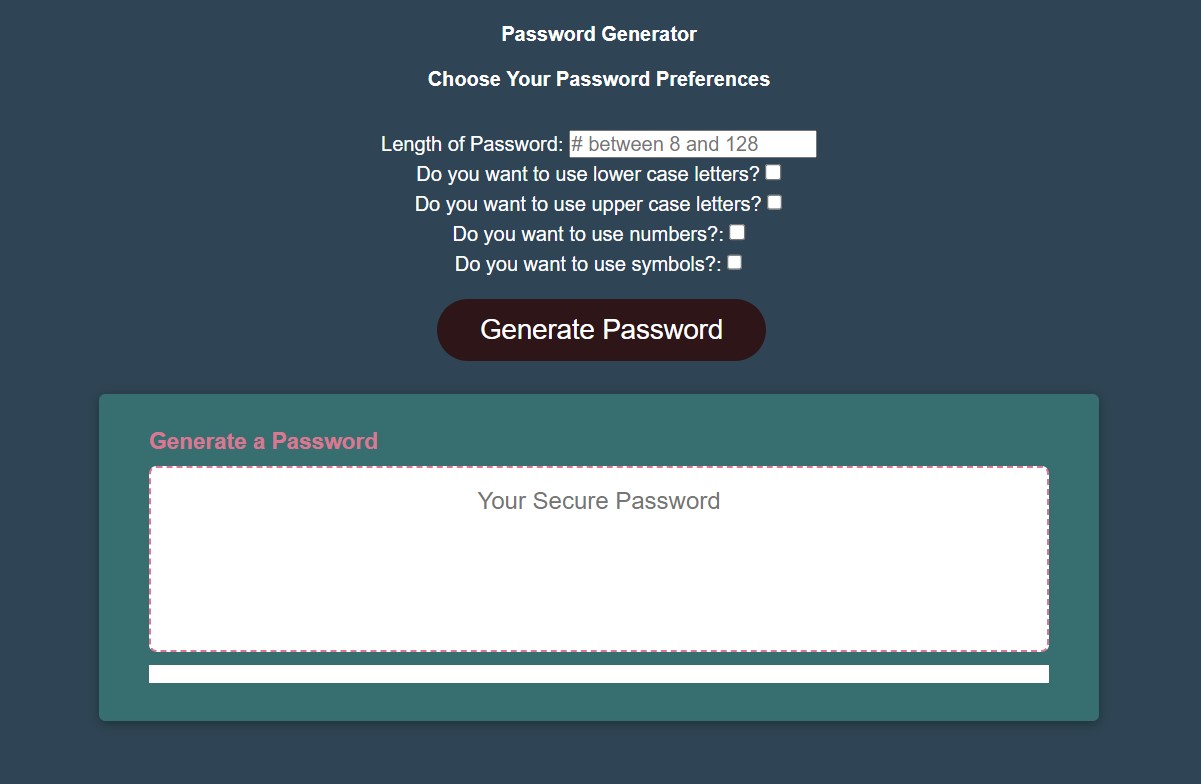 Password Generator
Choose Your Password Preferences
Length of Password: # between 8 and 128
Do you want to use lower case letters?
Do you want to use upper case letters?
Do you want to use numbers?:
Do you want to use symbols?:
Generate Password
Generate a Password
Your Secure Password